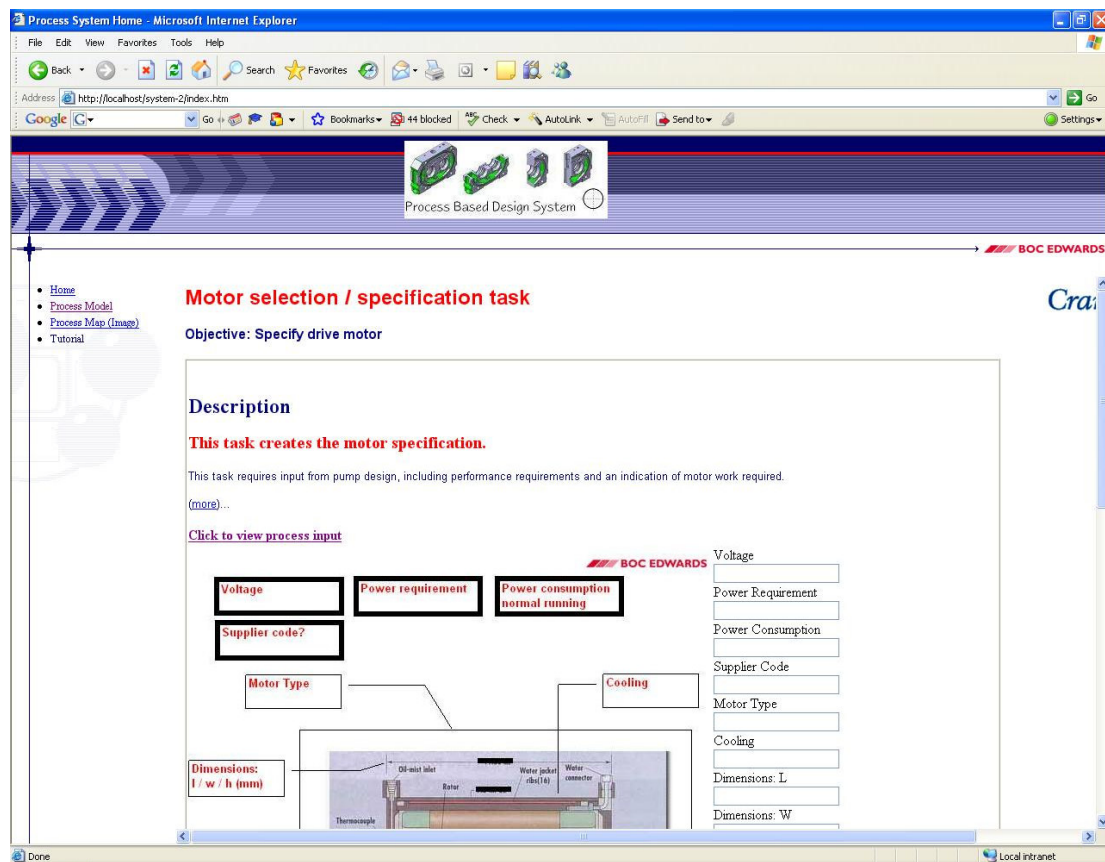 Process System Home - Microsoft Internet Explorer
File Edit View Favorites Tools Help
Back Search Favorites
Address http://localhost/system-2/index.htm Go
Google G Go Bookmarks 44 blocked ABC Check AutoLink AutoFill Send to Settings
Process Based Design System
BOC EDWARDS
Home
Process Model
Process Map (Image)
Tutorial
Motor selection / specification task
Objective: Specify drive motor
Description
This task creates the motor specification.
This task requires input from pump design, including performance requirements and an indication of motor work required.
(more)...
Click to view process input
BOC EDWARDS
Voltage
Power requirement
Power consumption
normal running
Supplier code?
Motor Type
Cooling
Dimensions:
l / w / h (mm)
Oil-mist inlet
Rotor
Water jacket
ribs(16)
Water
connector
Thermocouple
Voltage
Power Requirement
Power Consumption
Supplier Code
Motor Type
Cooling
Dimensions: L
Dimensions: W
Done
Local intranet